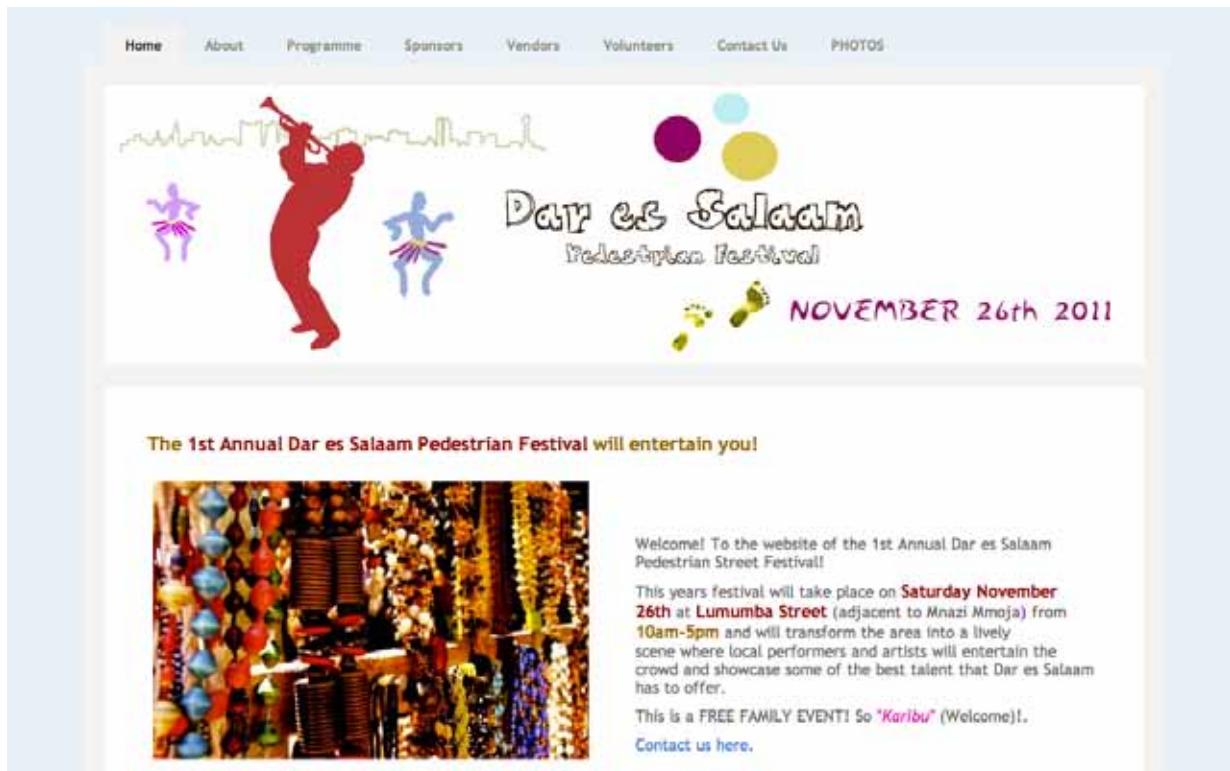 Home About Programme Sponsors Vendors Volunteers Contact Us PHOTOS
Dar es Salaam
Pedestrian Festival
NOVEMBER 26th 2011
The 1st Annual Dar es Salaam Pedestrian Festival will entertain you!
Welcome! To the website of the 1st Annual Dar es Salaam
Pedestrian Street Festival!
This years festival will take place on Saturday November
26th at Lumumba Street (adjacent to Mnazi Mmoja) from
10am-5pm and will transform the area into a lively
scene where local performers and artists will entertain the
crowd and showcase some of the best talent that Dar es Salaam
has to offer.
This is a FREE FAMILY EVENT! So "Karibu" (Welcome)!.
Contact us here.